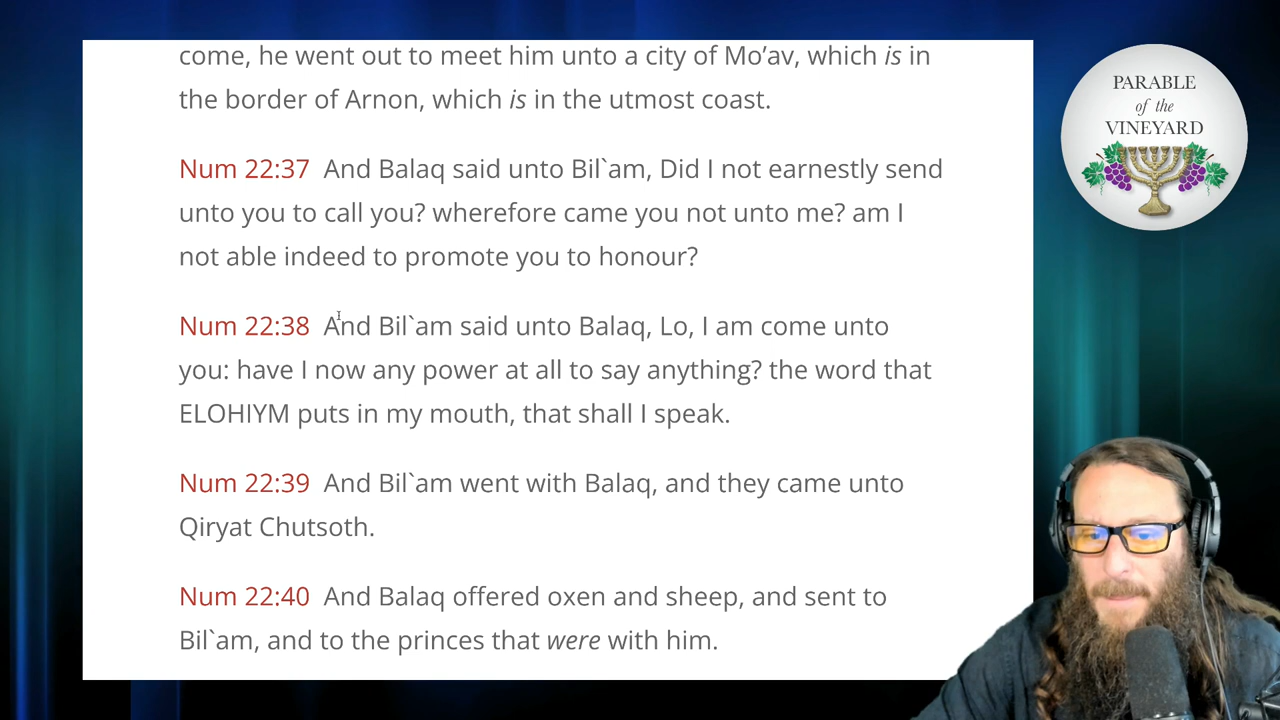 come, he went out to meet him unto a city of Mo’av, which is in
the border of Arnon, which is in the utmost coast.
Num 22:37 And Balaq said unto Bil`am, Did I not earnestly send
unto you to call you? wherefore came you not unto me? am I
not able indeed to promote you to honour?
Num 22:38 And Bil`am said unto Balaq, Lo, I am come unto
you: have I now any power at all to say anything? the word that
ELOHIYM puts in my mouth, that shall I speak.
Num 22:39 And Bil`am went with Balaq, and they came unto
Qiryat Chutsoth.
Num 22:40 And Balaq offered oxen and sheep, and sent to
Bil`am, and to the princes that were with him.
PARABLE
of the
VINEYARD